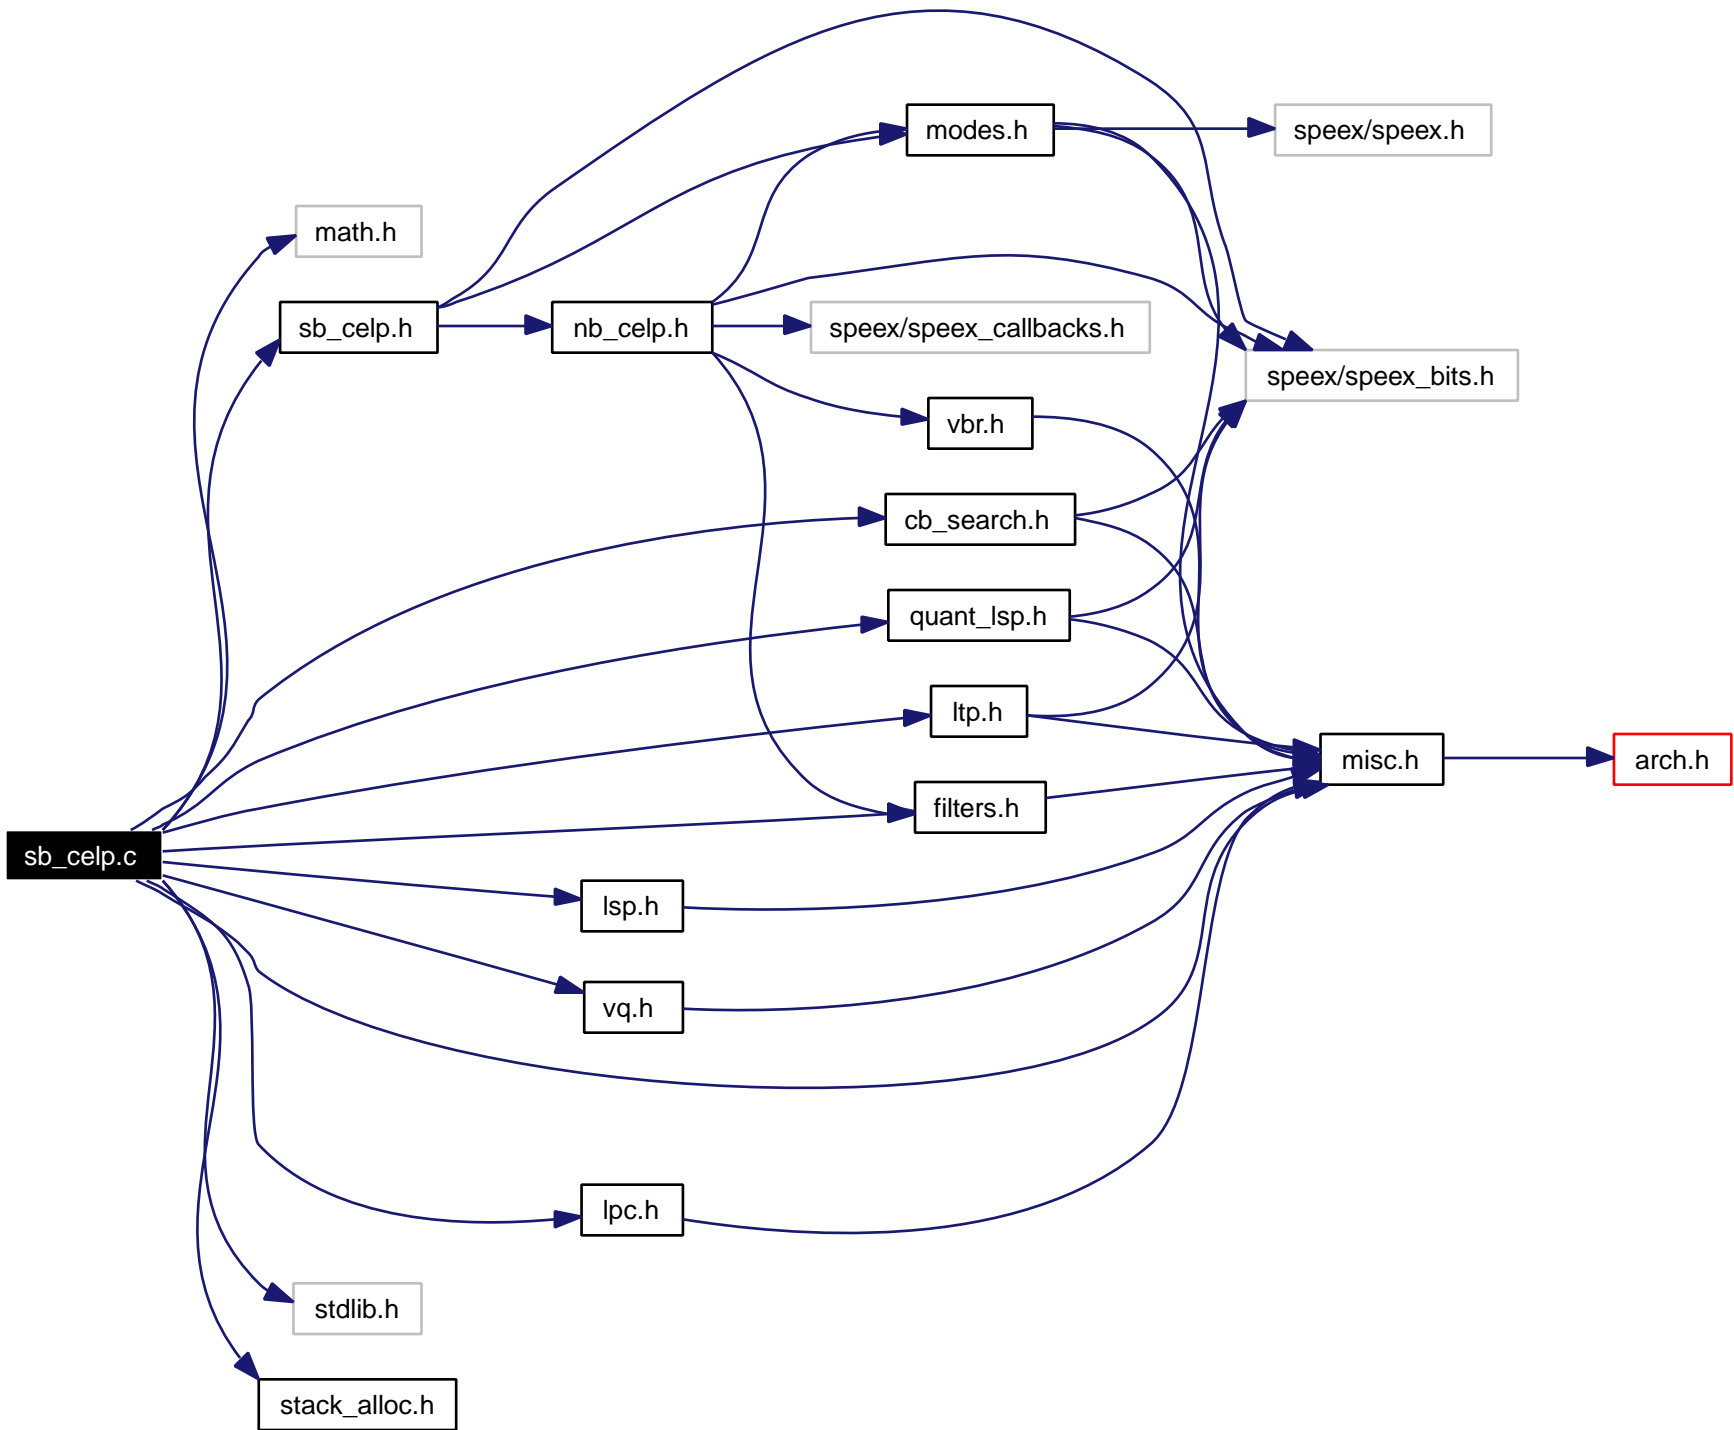 modes.h
speex/speex.h
math.h
sb_celp.h
nb_celp.h
speex/speex_callbacks.h
speex/speex_bits.h
vbr.h
cb_search.h
quant_lsp.h
ltp.h
misc.h
arch.h
filters.h
sb_celp.c
lsp.h
vq.h
lpc.h
stdlib.h
stack_alloc.h